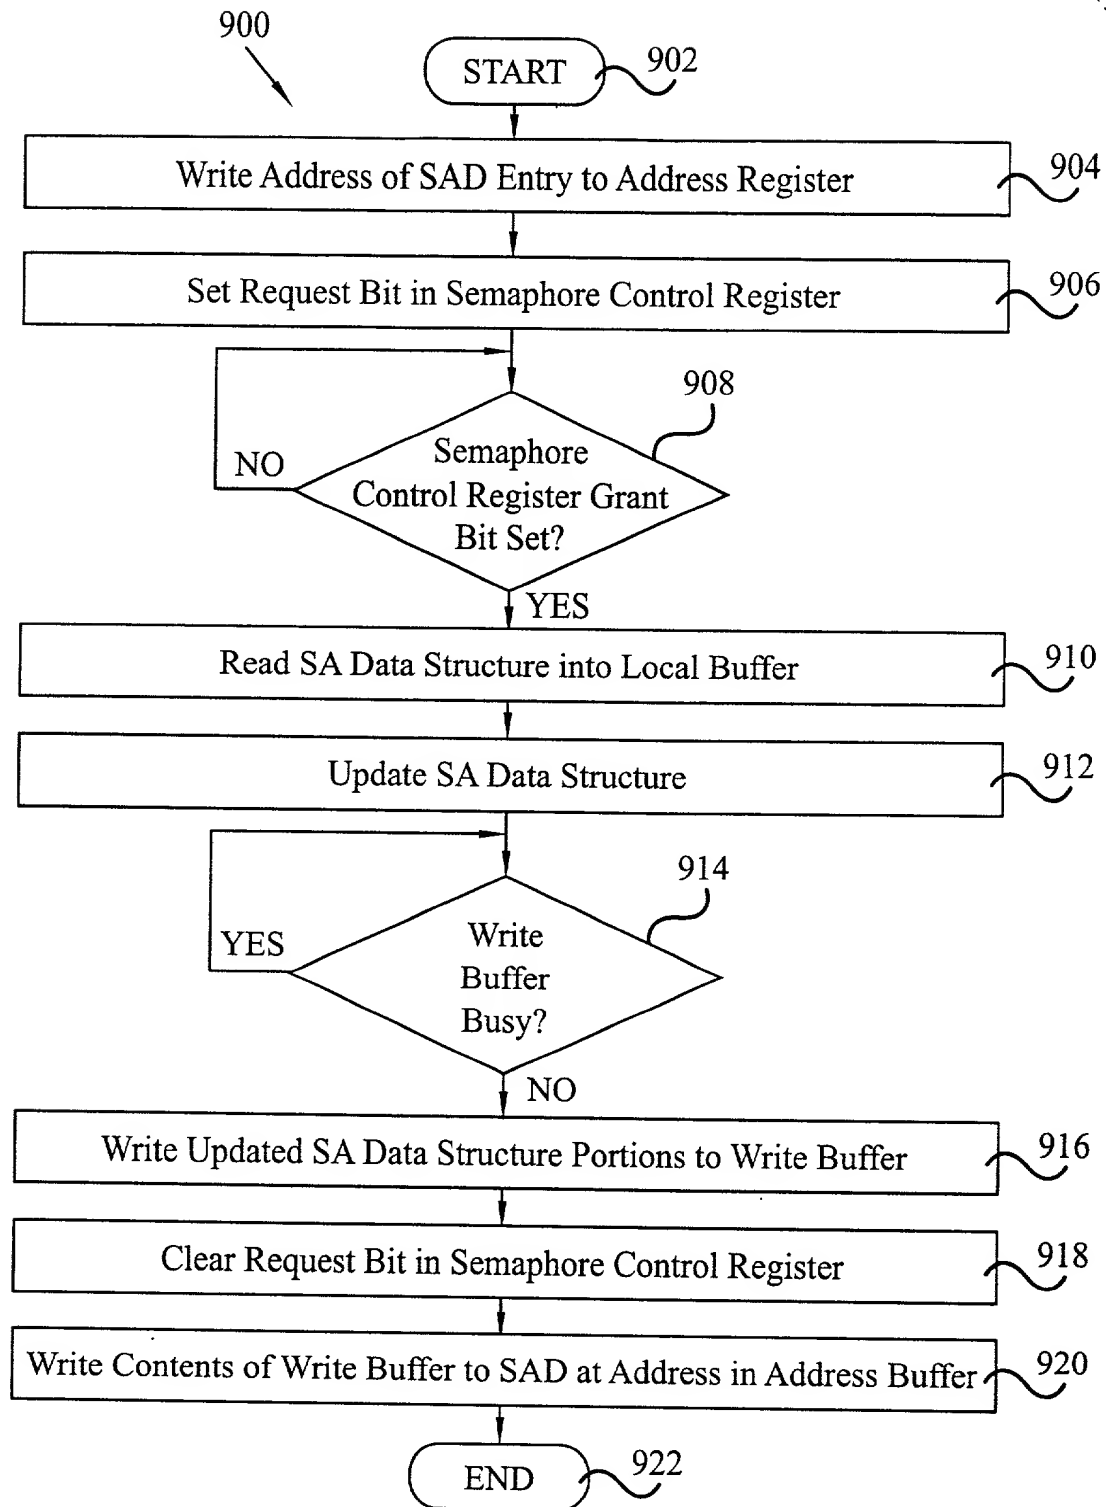 900
START
902
Write Address of SAD Entry to Address Register
904
Set Request Bit in Semaphore Control Register
906
908
Semaphore
Control Register Grant
Bit Set?
NO
YES
Read SA Data Structure into Local Buffer
910
Update SA Data Structure
912
914
Write
Buffer
Busy?
YES
NO
Write Updated SA Data Structure Portions to Write Buffer
916
Clear Request Bit in Semaphore Control Register
918
Write Contents of Write Buffer to SAD at Address in Address Buffer
920
END
922